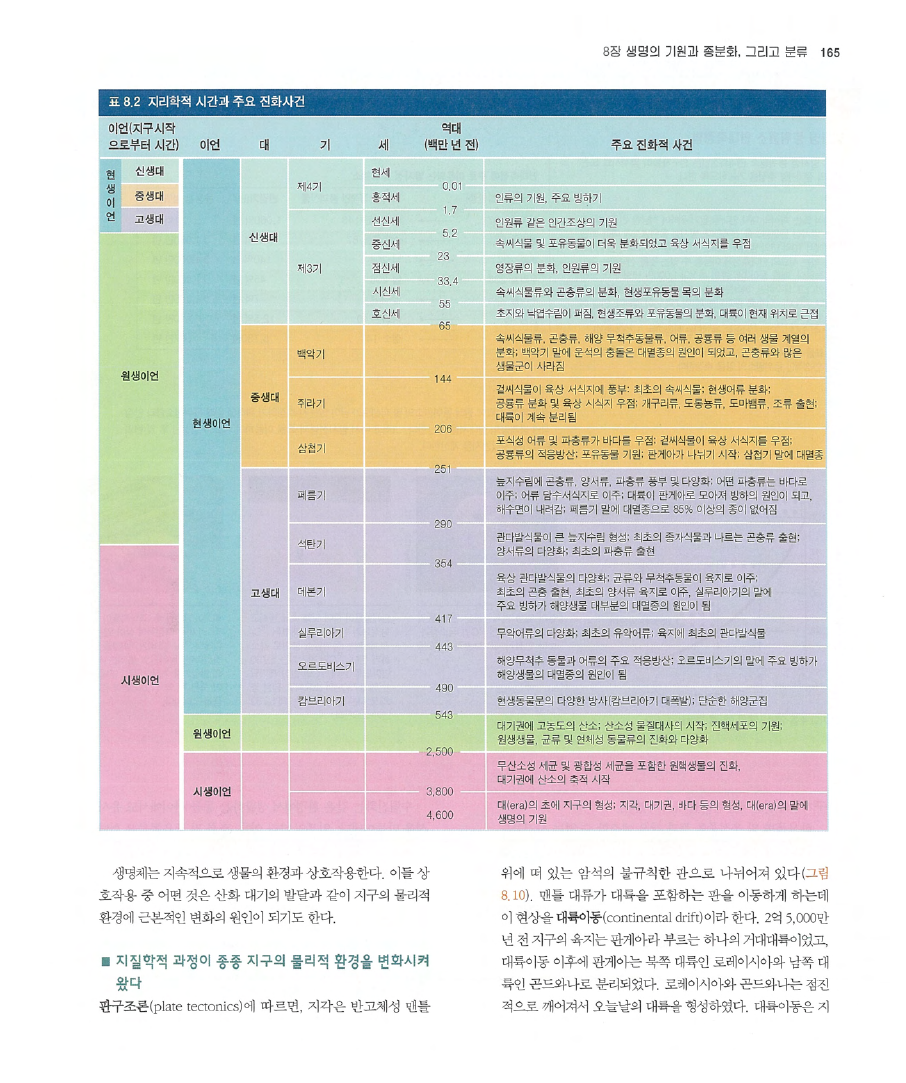 8장 생명의 기원과 종분화, 그리고 분류 165
표 8.2 지리학적 시간과 주요 진화사건
이언(지구시작
으로부터 시간)
이언
대
기
세
역대
(백만 년 전)
주요 진화적 사건
현생이언
신생대
중생대
고생대
원생이언
시생이언
현생이언
신생대
제4기
현세
0.01
홍적세
인류의 기원, 주요 빙하기
1.7
제3기
선신세
인원류 같은 인간조상의 기원
5.2
중신세
속씨식물 및 포유동물이 더욱 분화되었고 육상 서식지를 우점
23
점신세
영장류의 분화, 인원류의 기원
33.4
시신세
속씨식물류와 곤충류의 분화, 현생포유동물 목의 분화
55
효신세
초지와 낙엽수림이 퍼짐, 현생조류와 포유동물의 분화, 대륙이 현재 위치로 근접
65
중생대
백악기
속씨식물류, 곤충류, 해양 무척추동물류, 어류, 공룡류 등 여러 생물 계열의
분화; 백악기 말에 운석의 충돌은 대멸종의 원인이 되었고, 곤충류와 많은
생물군이 사라짐
144
쥐라기
겉씨식물이 육상 서식지에 풍부; 최초의 속씨식물; 현생어류 분화;
공룡류 분화 및 육상 서식지 우점; 개구리류, 도롱뇽류, 도마뱀류, 조류 출현;
대륙이 계속 분리됨
206
삼첩기
포식성 어류 및 파충류가 바다를 우점; 겉씨식물이 육상 서식지를 우점;
공룡류의 적응방산; 포유동물 기원; 판게아가 나뉘기 시작; 삼첩기 말에 대멸종
251
고생대
페름기
늪지수림에 곤충류, 양서류, 파충류 풍부 및 다양화; 어떤 파충류는 바다로
이주; 어류 담수서식지로 이주; 대륙이 판게아로 모아져 빙하의 원인이 되고,
해수면이 내려감; 페름기 말에 대멸종으로 85% 이상의 종이 없어짐
290
석탄기
관다발식물이 큰 늪지수림 형성; 최초의 종자식물과 나르는 곤충류 출현;
양서류의 다양화; 최초의 파충류 출현
354
데본기
육상 관다발식물의 다양화; 균류와 무척추동물이 육지로 이주;
최초의 곤충 출현, 최초의 양서류 육지로 이주, 실루리아기의 말에
주요 빙하가 해양생물 대부분의 대멸종의 원인이 됨
417
실루리아기
무악어류의 다양화; 최초의 유악어류; 육지에 최초의 관다발식물
443
오르도비스기
해양무척추 동물과 어류의 주요 적응방산; 오르도비스기의 말에 주요 빙하가
해양생물의 대멸종의 원인이 됨
490
캄브리아기
현생동물문의 다양한 방사(캄브리아기 대폭발); 단순한 해양군집
543
원생이언
대기권에 고농도의 산소; 산소성 물질대사의 시작; 진핵세포의 기원;
원생생물, 균류 및 연체성 동물류의 진화와 다양화
2,500
시생이언
무산소성 세균 및 광합성 세균을 포함한 원핵생물의 진화,
대기권에 산소의 축적 시작
3,800
4,600
대(era)의 초에 지구의 형성; 지각, 대기권, 바다 등의 형성, 대(era)의 말에
생명의 기원
생명체는 지속적으로 생물의 환경과 상호작용한다. 이들 상
호작용 중 어떤 것은 산화 대기의 발달과 같이 지구의 물리적
환경에 근본적인 변화의 원인이 되기도 한다.
■ 지질학적 과정이 종종 지구의 물리적 환경을 변화시켜
왔다
판구조론(plate tectonics)에 따르면, 지각은 반고체성 맨틀
위에 떠 있는 암석의 불규칙한 판으로 나뉘어져 있다(그림
8.10). 맨틀 대류가 대륙을 포함하는 판을 이동하게 하는데
이 현상을 대륙이동(continental drift)이라 한다. 2억 5,000만
년 전 지구의 육지는 판게아라 부르는 하나의 거대대륙이었고,
대륙이동 이후에 판게아는 북쪽 대륙인 로레이시아와 남쪽 대
륙인 곤드와나로 분리되었다. 로레이시아와 곤드와나는 점진
적으로 깨어져서 오늘날의 대륙을 형성하였다. 대륙이동은 지